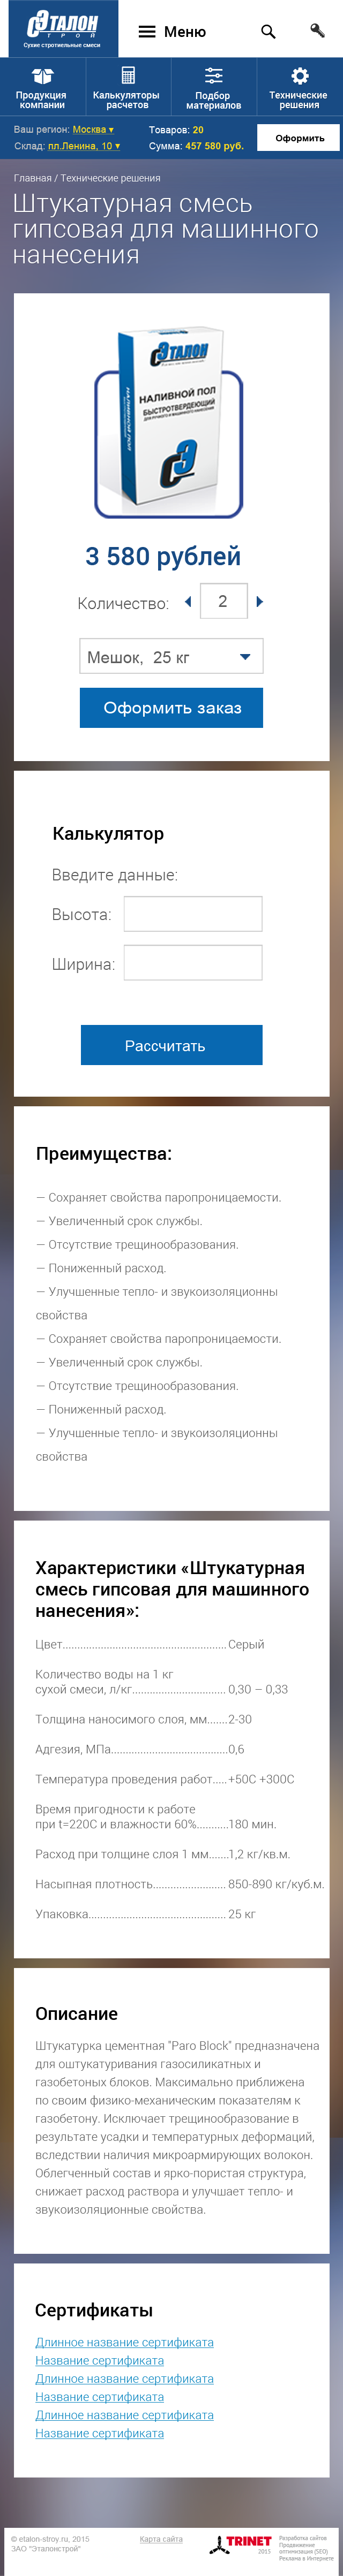 ЭТАЛОН
СТРОЙ
Сухие стротиельные смеси
Меню
Продукция
компании
Калькуляторы
расчетов
Подбор
материалов
Технические
решения
Ваш регион: Москва ▾
Склад: пл.Ленина, 10 ▾
Товаров: 20
Сумма: 457 580 руб.
Оформить
Главная / Технические решения
Штукатурная смесь
гипсовая для машинного
нанесения
ЭТАЛОН
НАЛИВНОЙ ПОЛ
БЫСТРОТВЕРДЕЮЩИЙ
ДЛЯ РУЧНОГО И МАШИННОГО НАНЕСЕНИЯ
НАЛИВНОЙ ПОЛ
3 580 рублей
Количество: 2
Мешок, 25 кг
Оформить заказ
Калькулятор
Введите данные:
Высота:
Ширина:
Рассчитать
Преимущества:
— Сохраняет свойства паропроницаемости.
— Увеличенный срок службы.
— Отсутствие трещинообразования.
— Пониженный расход.
— Улучшенные тепло- и звукоизоляционны
свойства
— Сохраняет свойства паропроницаемости.
— Увеличенный срок службы.
— Отсутствие трещинообразования.
— Пониженный расход.
— Улучшенные тепло- и звукоизоляционны
свойства
Характеристики «Штукатурная
смесь гипсовая для машинного
нанесения»:
Цвет........................................................ Серый
Количество воды на 1 кг
сухой смеси, л/кг................................ 0,30 – 0,33
Толщина наносимого слоя, мм.......2-30
Адгезия, МПа........................................0,6
Температура проведения работ.....+50С +300С
Время пригодности к работе
при t=220С и влажности 60%...........180 мин.
Расход при толщине слоя 1 мм.......1,2 кг/кв.м.
Насыпная плотность......................... 850-890 кг/куб.м.
Упаковка............................................... 25 кг
Описание
Штукатурка цементная “Paro Block” предназначена
для оштукатуривания газосиликатных и
газобетоных блоков. Максимально приближена
по своим физико-механическим показателям к
газобетону. Исключает трещинообразование в
результате усадки и температурных деформаций,
вследствии наличия микроармирующих волокон.
Облегченный состав и ярко-пористая структура,
снижает расход раствора и улучшает тепло- и
звукоизоляционные свойства.
Сертификаты
Длинное название сертификата
Название сертификата
Длинное название сертификата
Название сертификата
Длинное название сертификата
Название сертификата
© etalon-stroy.ru, 2015
ЗАО "Эталонстрой"
Карта сайта
TRINET
2015
Разработка сайтов
Продвижение
оптимизация (SEO)
Реклама в Интернете